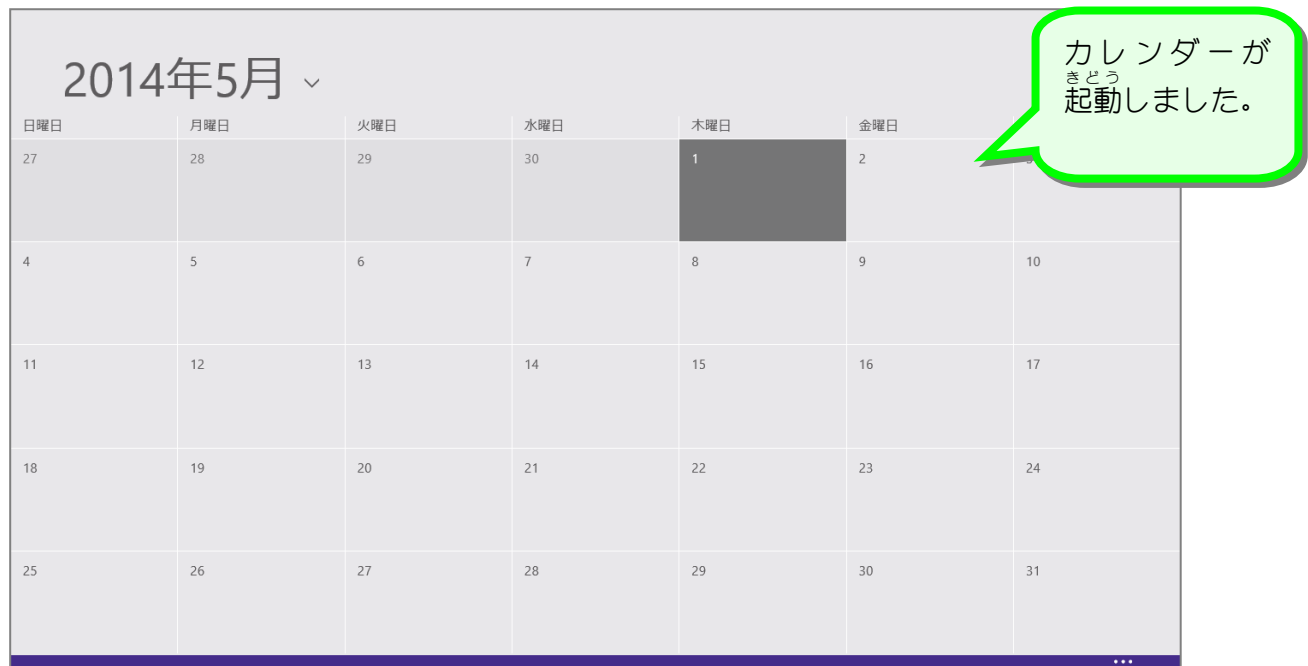 2014年5月
カレンダーが
きどう
起動しました。
日曜日 月曜日 火曜日 水曜日 木曜日 金曜日
27 28 29 30 1 2
4 5 6 7 8 9 10
11 12 13 14 15 16 17
18 19 20 21 22 23 24
25 26 27 28 29 30 31